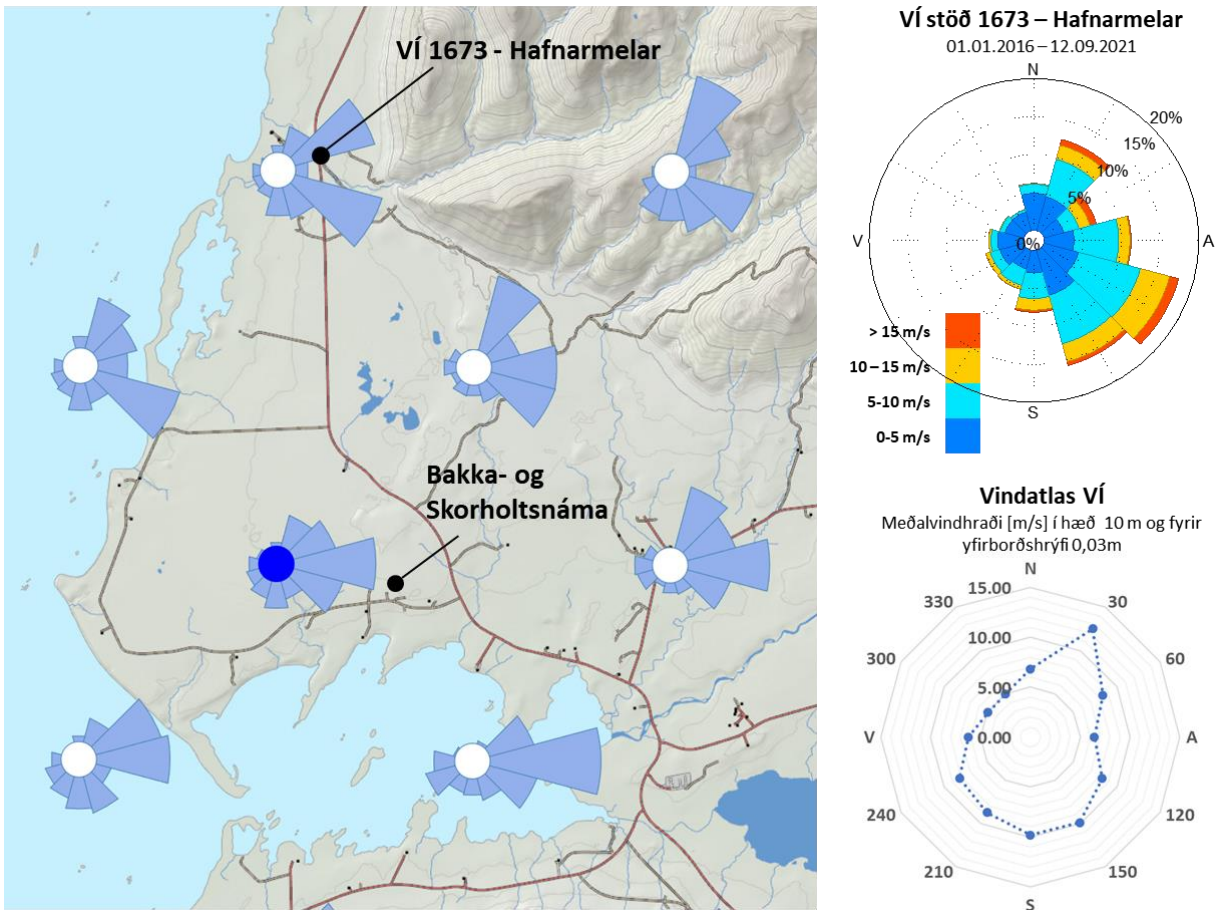 VÍ 1673 - Hafnarmelar
Bakka- og
Skorholtsnáma
VÍ stöð 1673 – Hafnarmelar
01.01.2016 – 12.09.2021
N
20%
15%
10%
5%
0%
V
A
S
> 15 m/s
10 – 15 m/s
5-10 m/s
0-5 m/s
Vindatlas VÍ
Meðalvindhraði [m/s] í hæð 10 m og fyrir
yfirborðshrýfi 0,03m
N
15.00
330
30
10.00
300
60
5.00
V
0.00
A
240
120
210
150
S